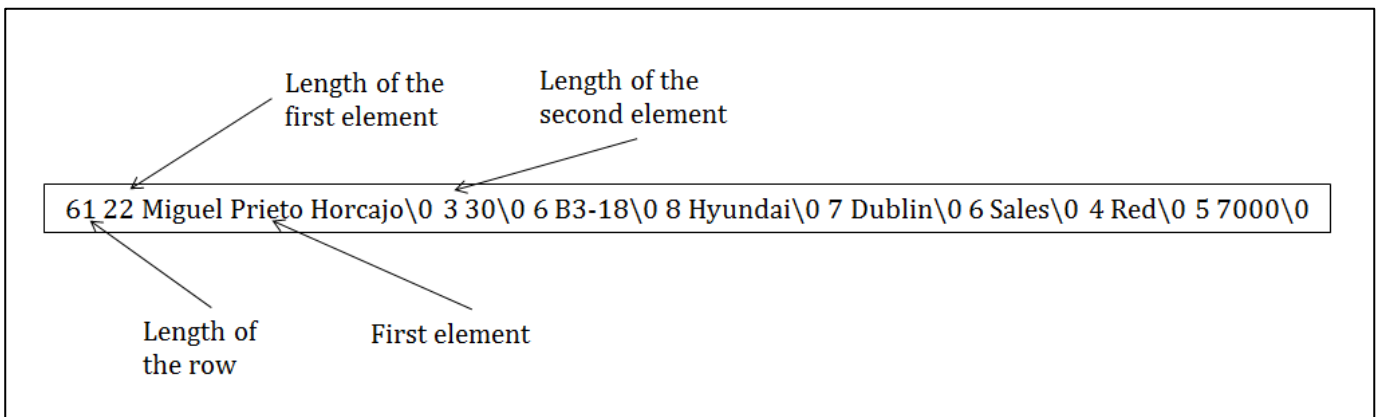 Length of the
first element
Length of the
second element
61 22 Miguel Prieto Horcajo\0 3 30\0 6 B3-18\0 8 Hyundai\0 7 Dublin\0 6 Sales\0 4 Red\0 5 7000\0
Length of
the row
First element